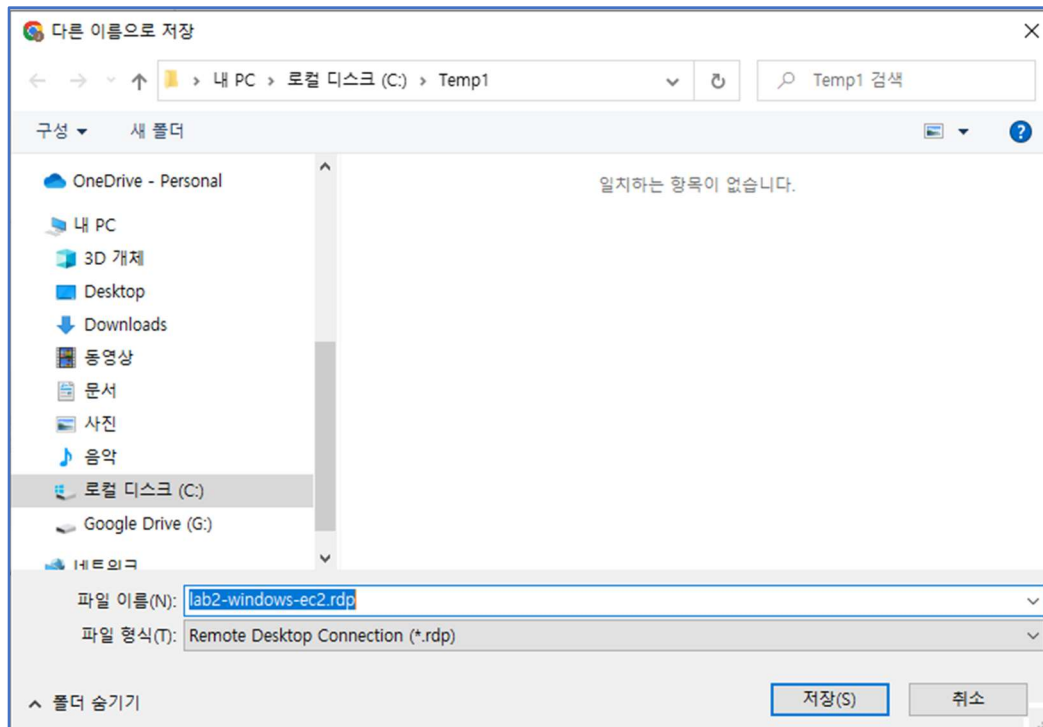 다른 이름으로 저장
내 PC > 로컬 디스크 (C:) > Temp1
Temp1 검색
구성
새 폴더
OneDrive - Personal
내 PC
3D 개체
Desktop
Downloads
동영상
문서
사진
음악
로컬 디스크 (C:)
Google Drive (G:)
네트워크
일치하는 항목이 없습니다.
파일 이름(N): lab2-windows-ec2.rdp
파일 형식(T): Remote Desktop Connection (*.rdp)
폴더 숨기기
저장(S)
취소